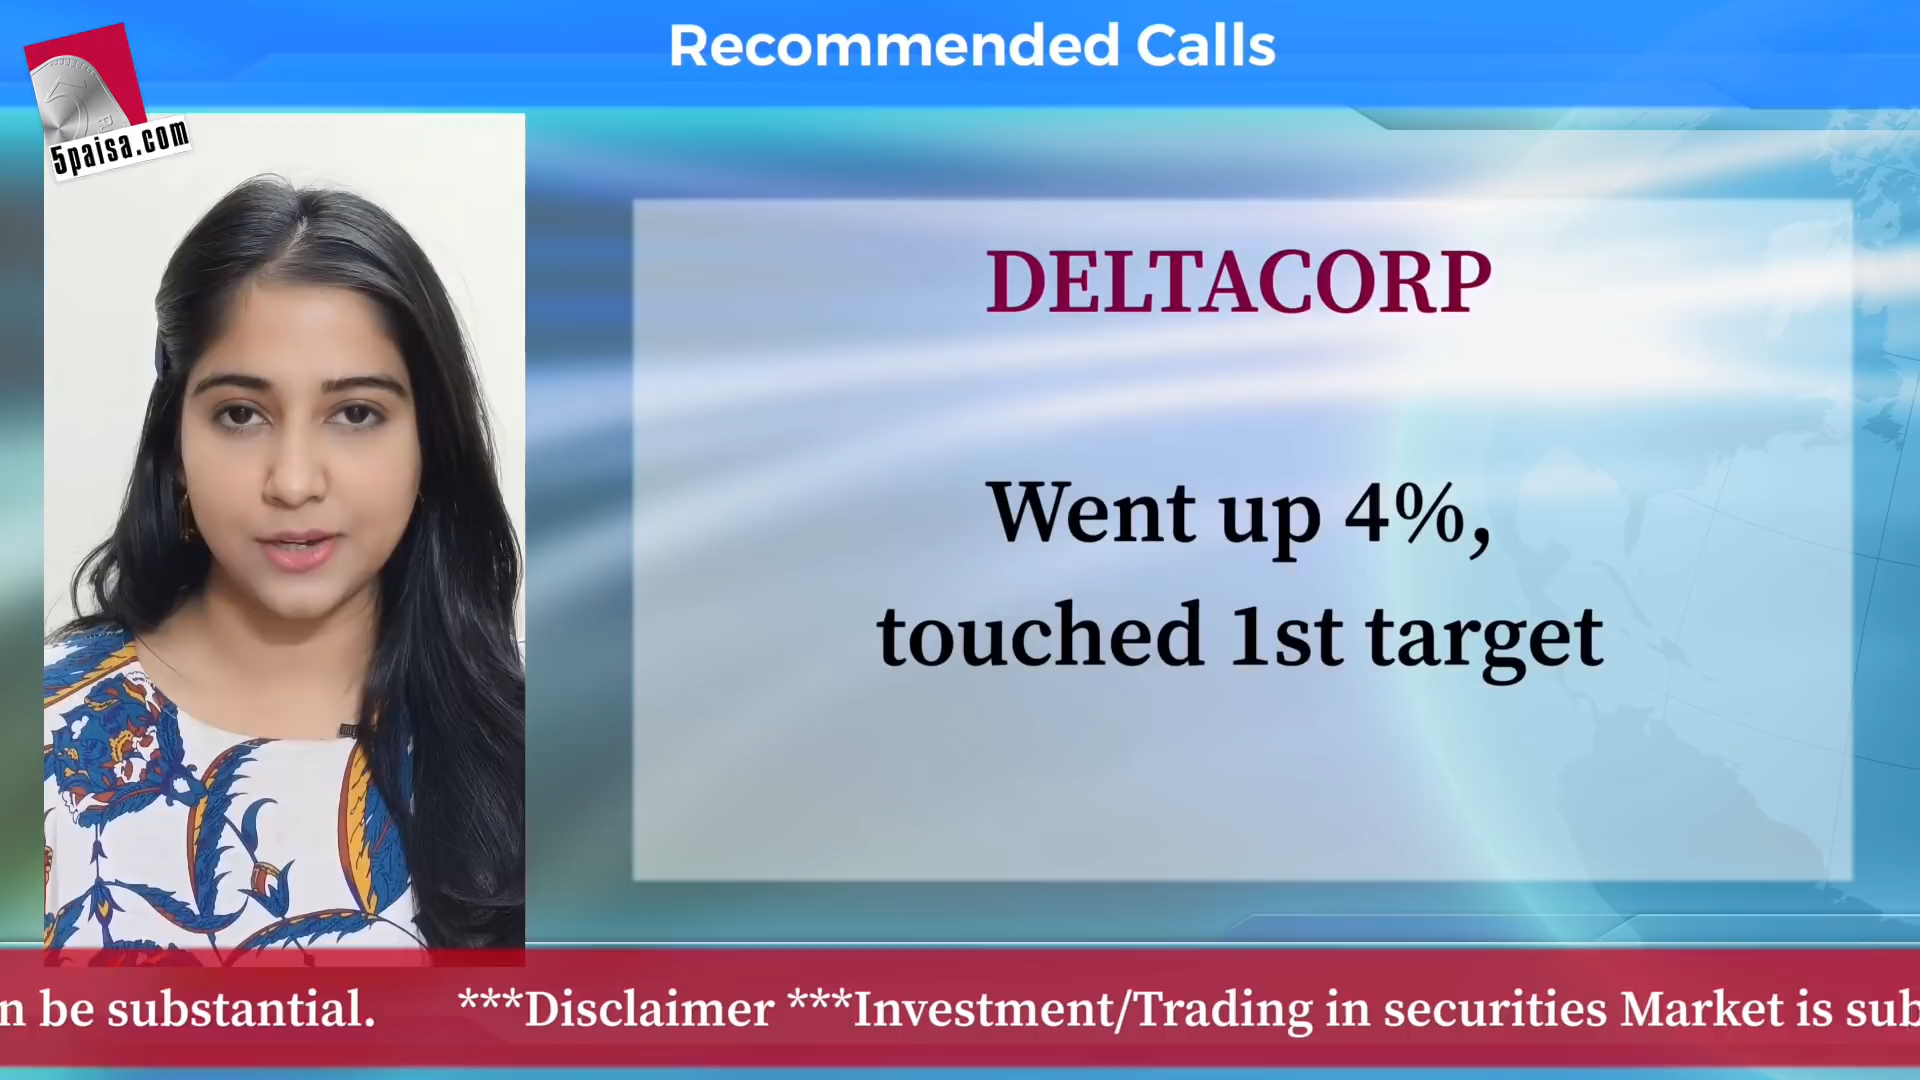 Recommended Calls
5paisa.com
DELTACORP
Went up 4%,
touched 1st target
n be substantial. ***Disclaimer ***Investment/Trading in securities Market is sub